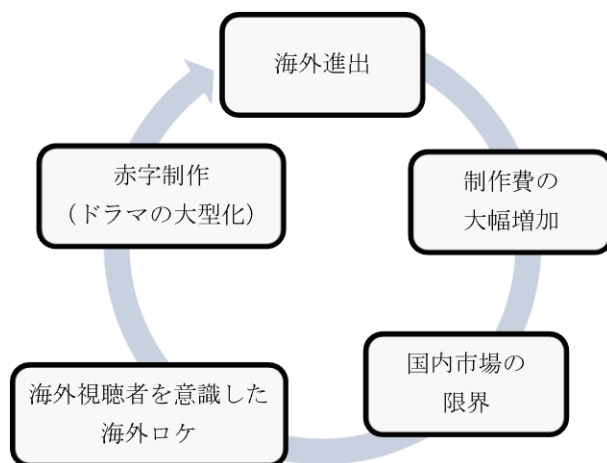 海外進出
制作費の
大幅増加
国内市場の
限界
海外視聴者を意識した
海外ロケ
赤字制作
（ドラマの大型化）